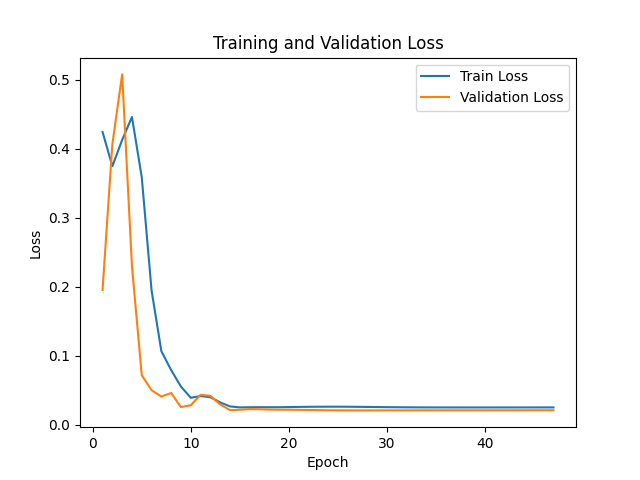 Training and Validation Loss
Train Loss
Validation Loss
0.5
0.4
0.3
0.2
0.1
0.0
Loss
0 10 20 30 40
Epoch